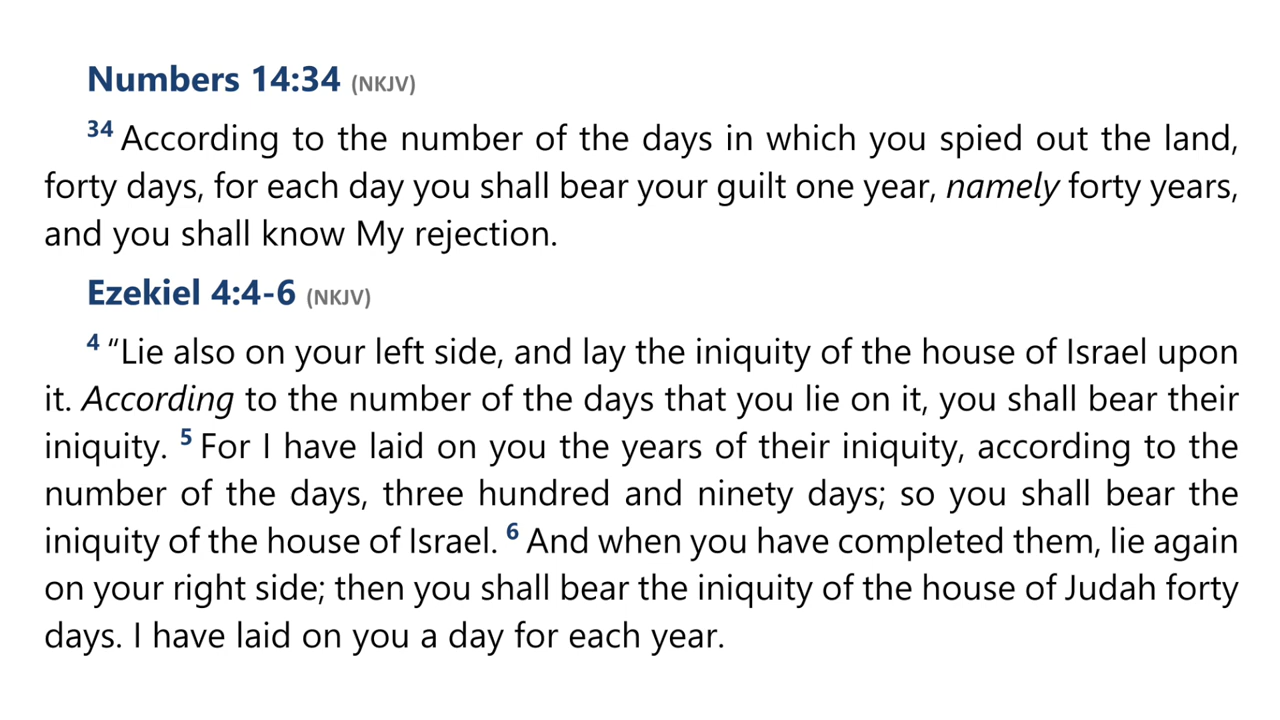 Numbers 14:34 (NKJV)
34 According to the number of the days in which you spied out the land,
forty days, for each day you shall bear your guilt one year, namely forty years,
and you shall know My rejection.
Ezekiel 4:4-6 (NKJV)
4 “Lie also on your left side, and lay the iniquity of the house of Israel upon
it. According to the number of the days that you lie on it, you shall bear their
iniquity. 5 For I have laid on you the years of their iniquity, according to the
number of the days, three hundred and ninety days; so you shall bear the
iniquity of the house of Israel. 6 And when you have completed them, lie again
on your right side; then you shall bear the iniquity of the house of Judah forty
days. I have laid on you a day for each year.